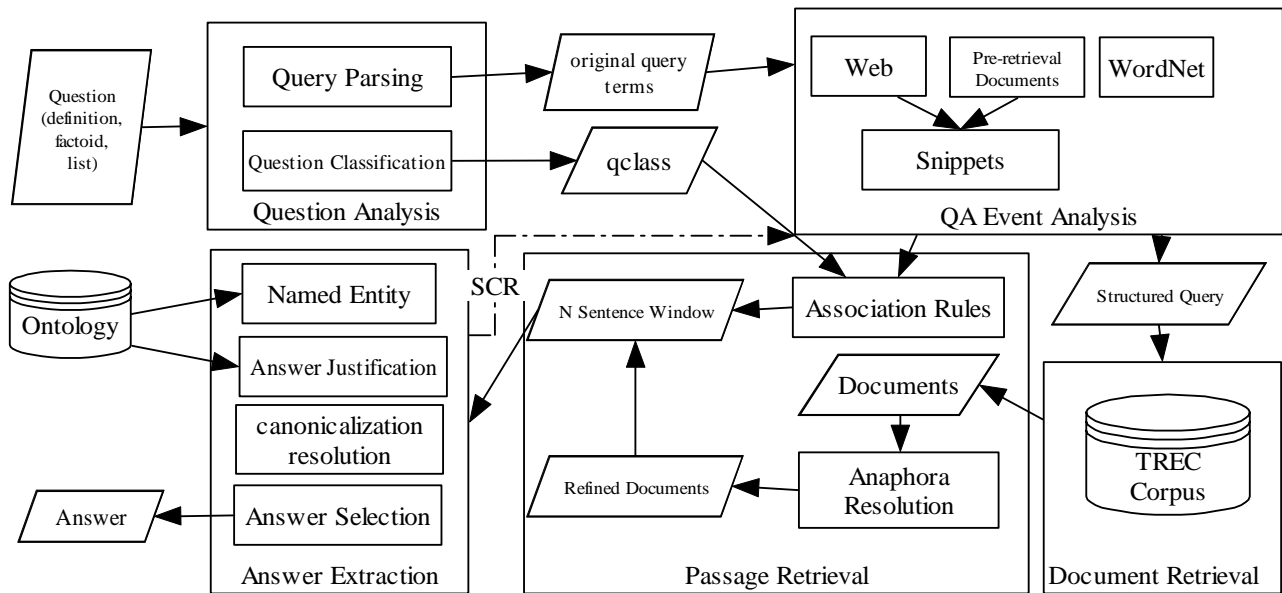 Question
(definition,
factoid,
list)
Query Parsing
Question Classification
Question Analysis
original query
terms
qclass
Web
Pre-retrieval
Documents
WordNet
Snippets
QA Event Analysis
Ontology
Named Entity
Answer Justification
canonicalization
resolution
Answer Selection
Answer Extraction
Answer
SCR
N Sentence Window
Association Rules
Documents
Refined Documents
Anaphora
Resolution
Passage Retrieval
Structured Query
TREC
Corpus
Document Retrieval